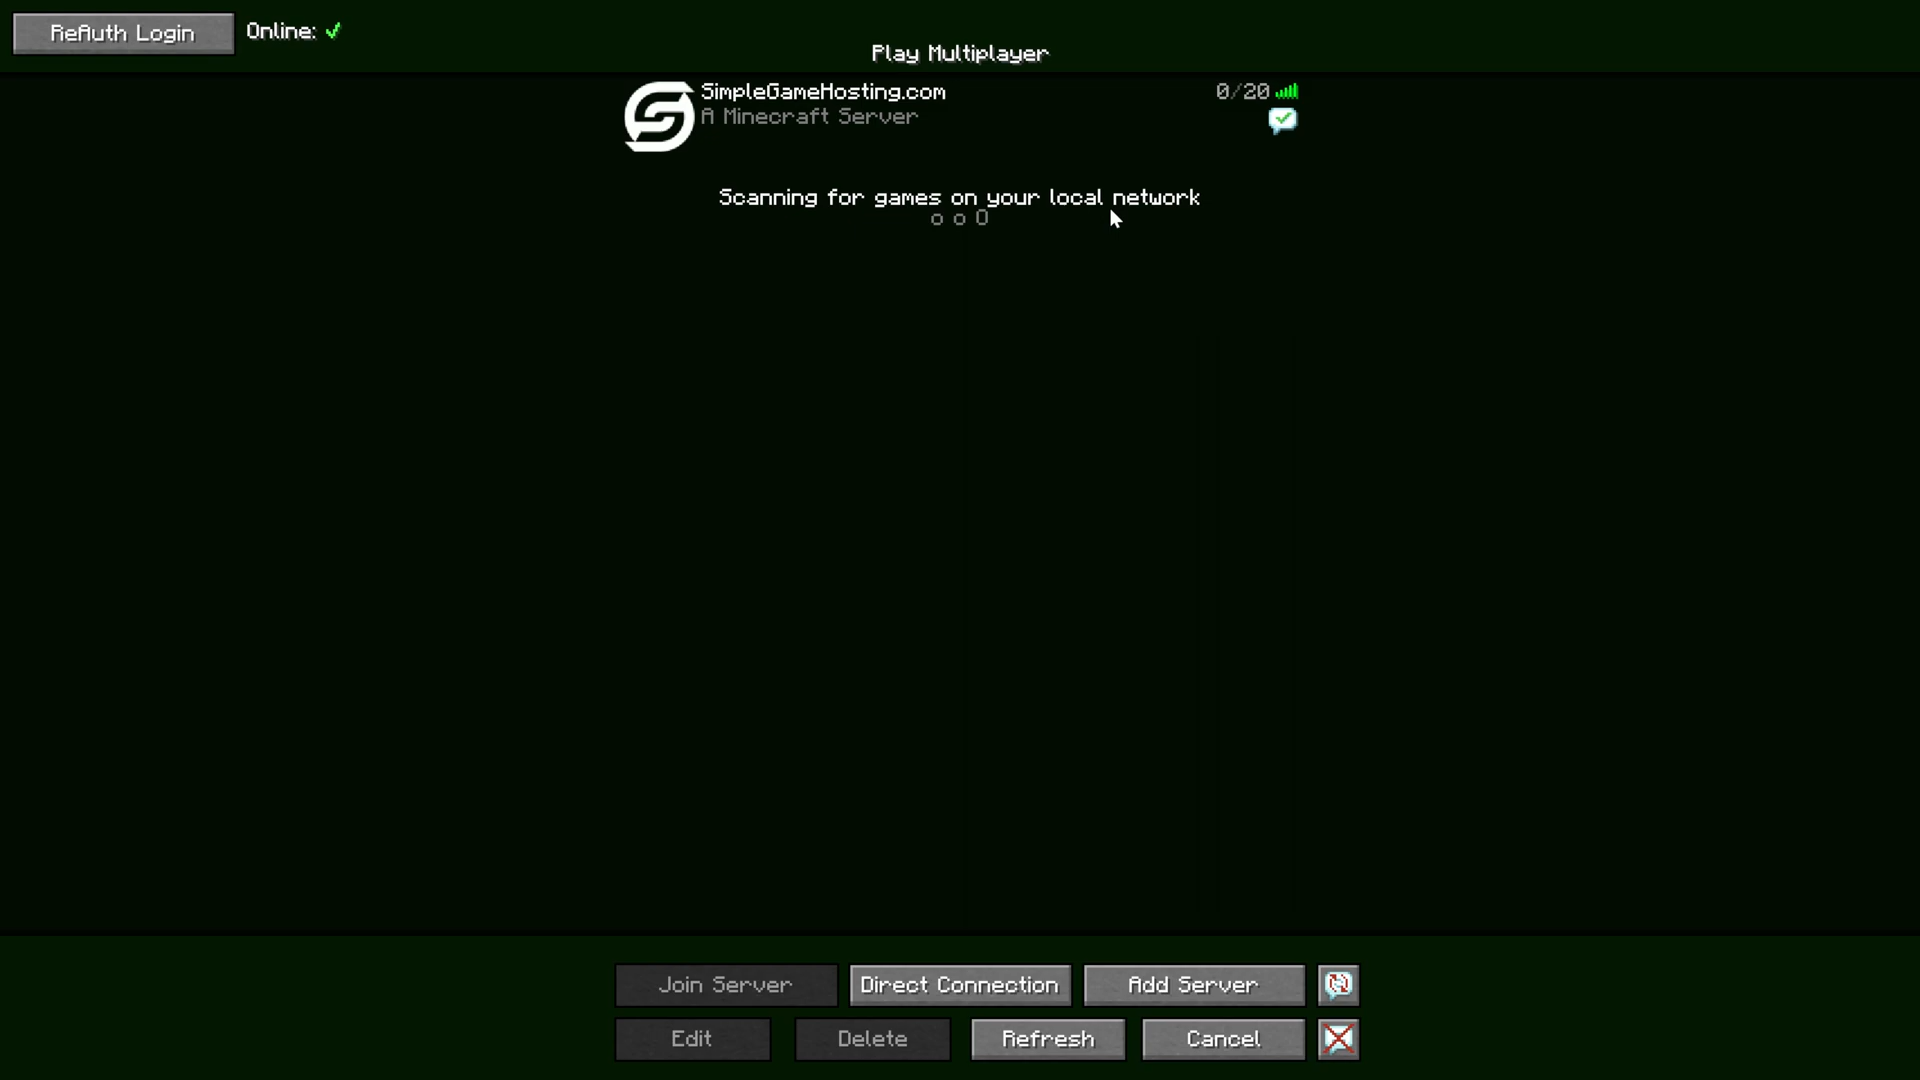 ReAuth Login
Online: ✓
Play Multiplayer
SimpleGameHosting.com
0/20
A Minecraft Server
Scanning for games on your local network
o o O
Join Server
Direct Connection
Add Server
Edit
Delete
Refresh
Cancel